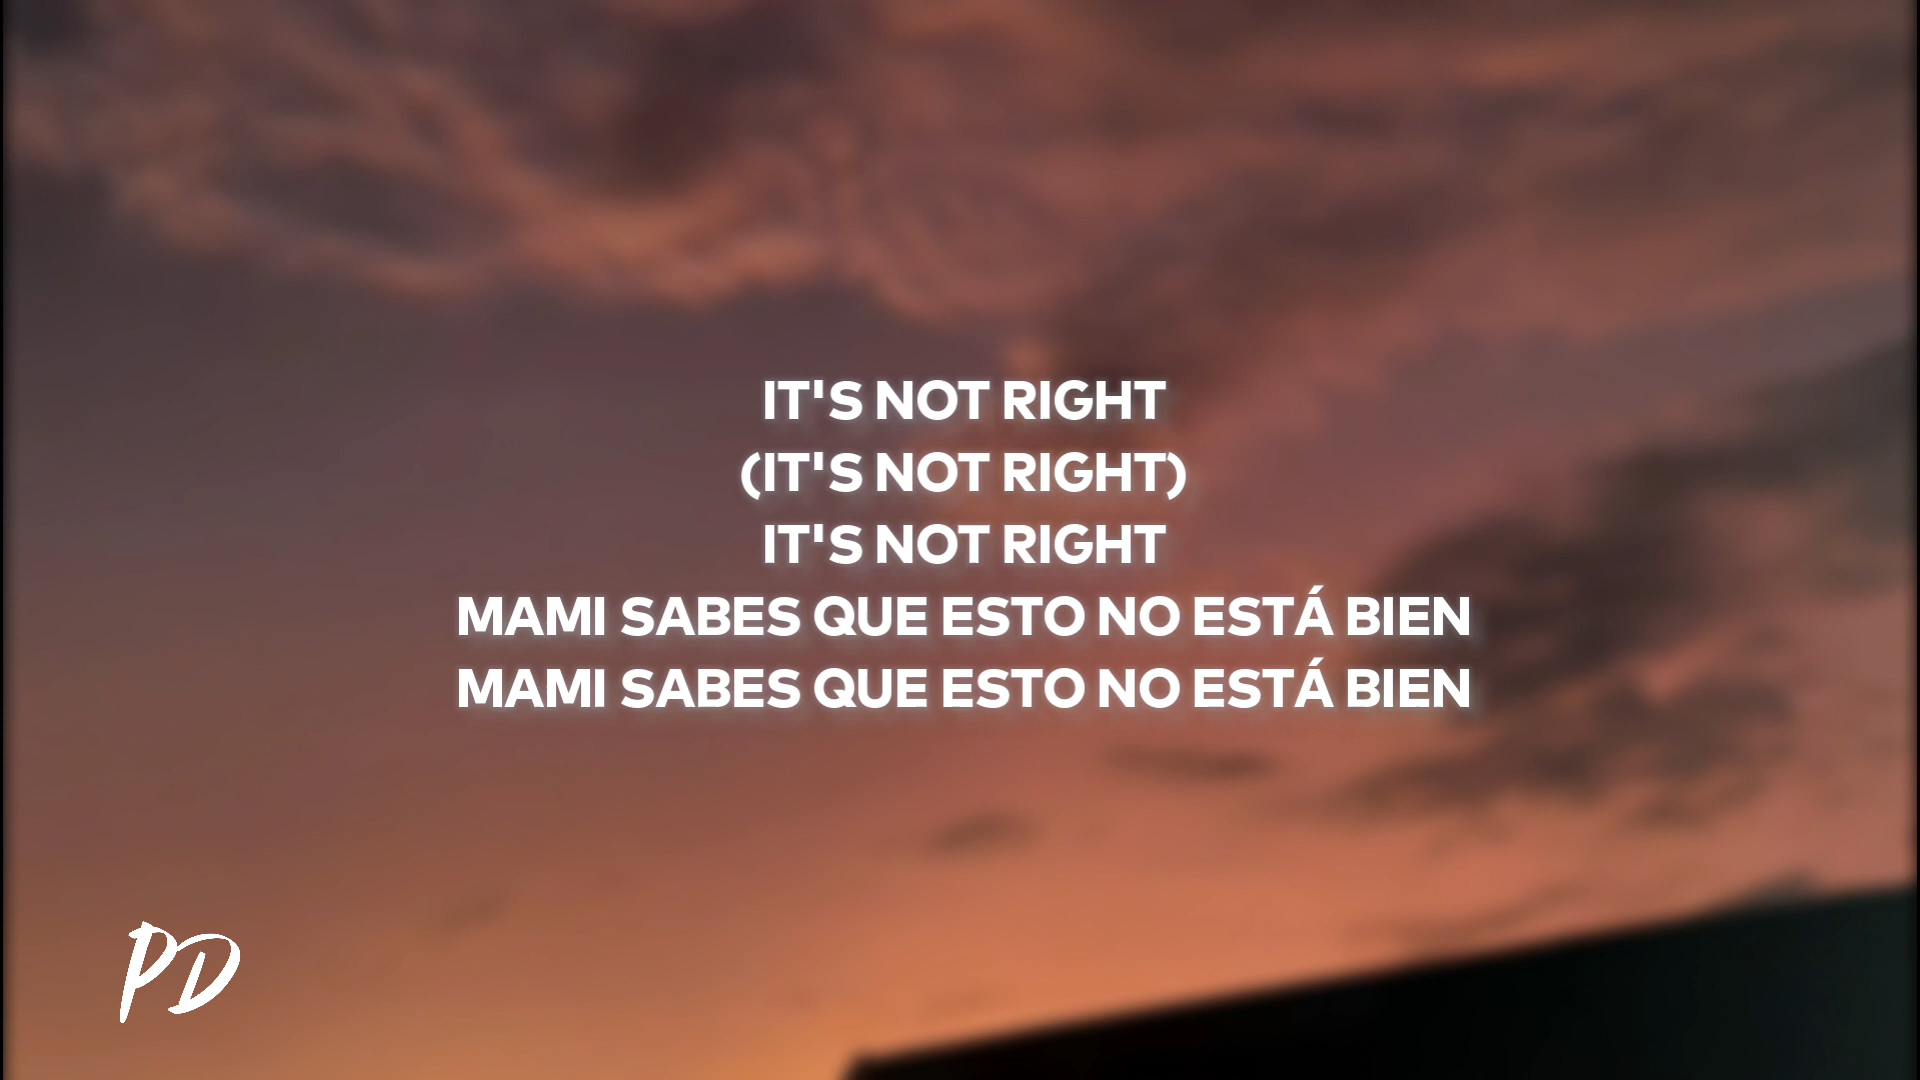 IT'S NOT RIGHT
(IT'S NOT RIGHT)
IT'S NOT RIGHT
MAMI SABES QUE ESTO NO ESTÁ BIEN
MAMI SABES QUE ESTO NO ESTÁ BIEN
PD